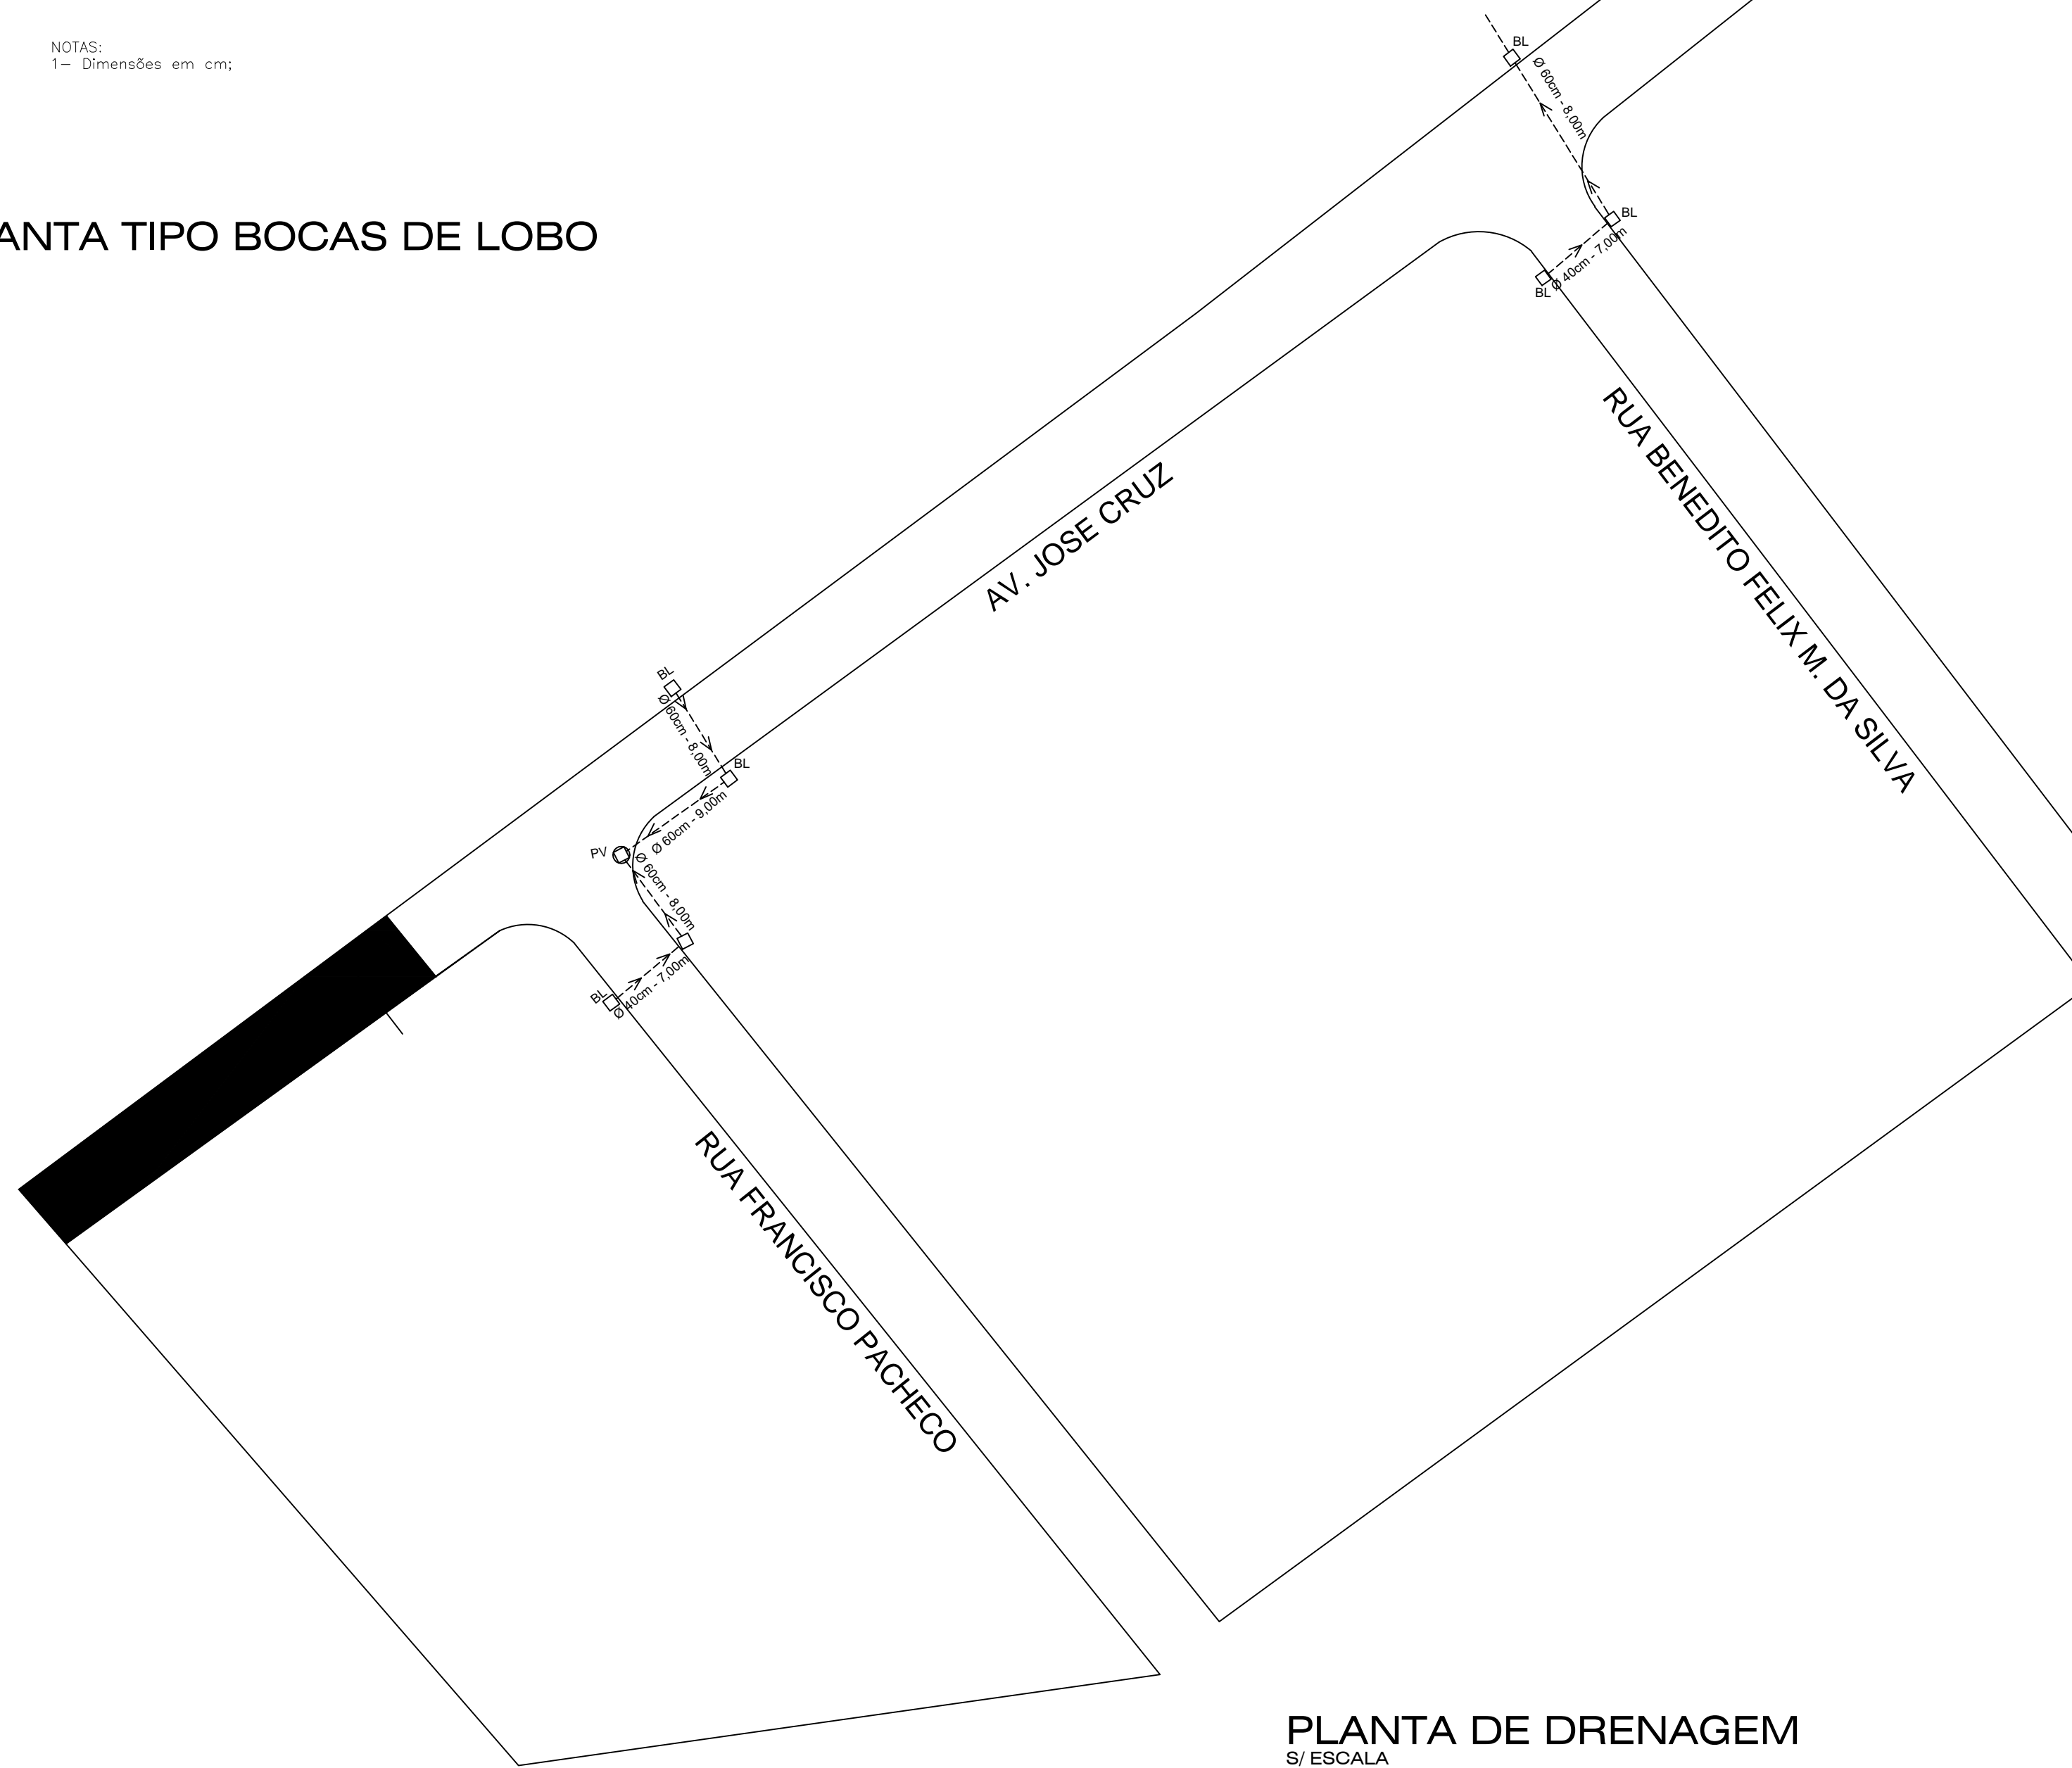 NOTAS:
1- Dimensões em cm;
ANTA TIPO BOCAS DE LOBO
BL
Ø 60cm - 8,00m
BL
Ø 40cm - 7,00m
BL
RUA BENEDITO FELIX M. DA SILVA
AV. JOSE CRUZ
BL
Ø 60cm - 8,00m
BL
Ø 60cm - 9,00m
PV
Ø 60cm - 8,00m
BL
Ø 40cm - 7,00m
RUA FRANCISCO PACHECO
PLANTA DE DRENAGEM
S/ ESCALA